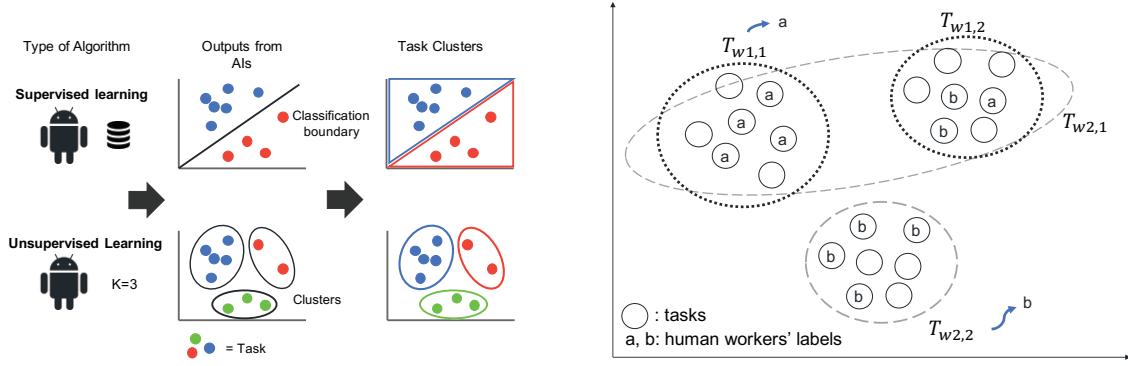 Type of Algorithm
Outputs from
AIs
Task Clusters
Supervised learning
Classification
boundary
Unsupervised Learning
K=3
Clusters
= Task
T_{w1,1}
a
T_{w1,2}
a
a
a
a
b
a
b
T_{w2,1}
b
b
b
b
b
T_{w2,2}
b
: tasks
a, b: human workers' labels